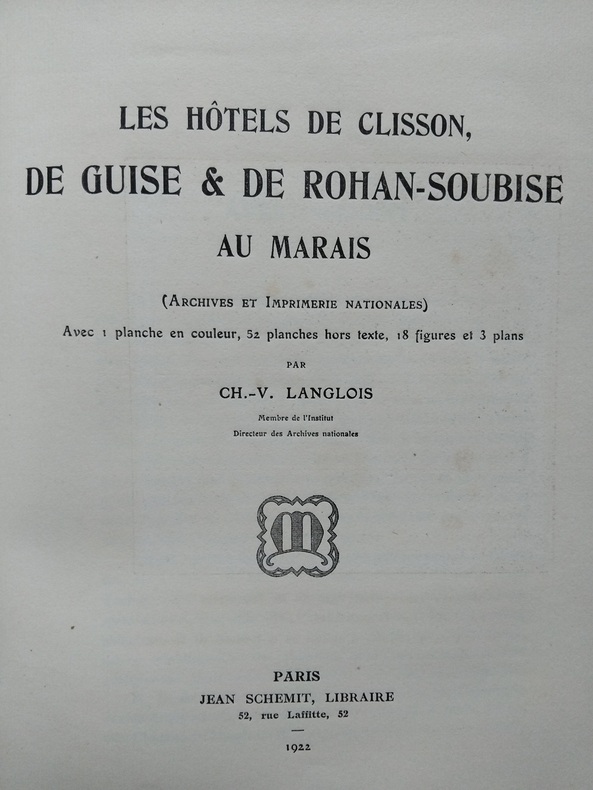 LES HÔTELS DE CLISSON,
DE GUISE & DE ROHAN-SOUBISE
AU MARAIS
(ARCHIVES ET IMPRIMERIE NATIONALES)
Avec 1 planche en couleur, 52 planches hors texte, 18 figures et 3 plans
PAR
CH.-V. LANGLOIS
Membre de l'Institut
Directeur des Archives nationales
M
PARIS
JEAN SCHEMIT, LIBRAIRE
52, rue Laffitte, 52
1922